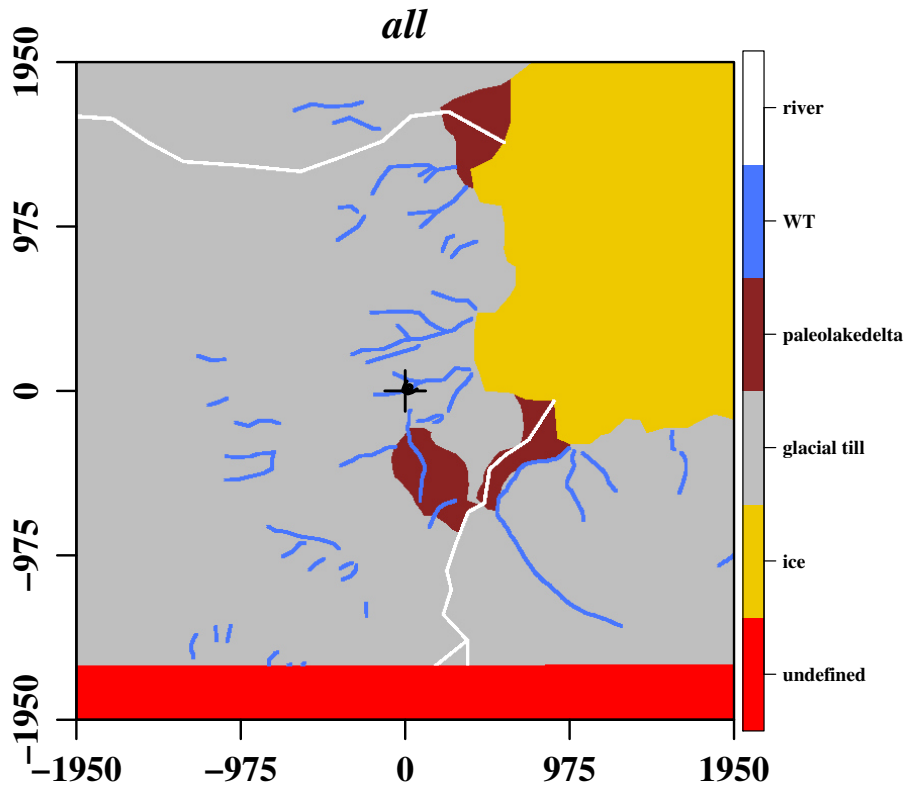 all
1950
975
0
−975
−1950
−1950
−975
0
975
1950
river
WT
paleolakedelta
glacial till
ice
undefined